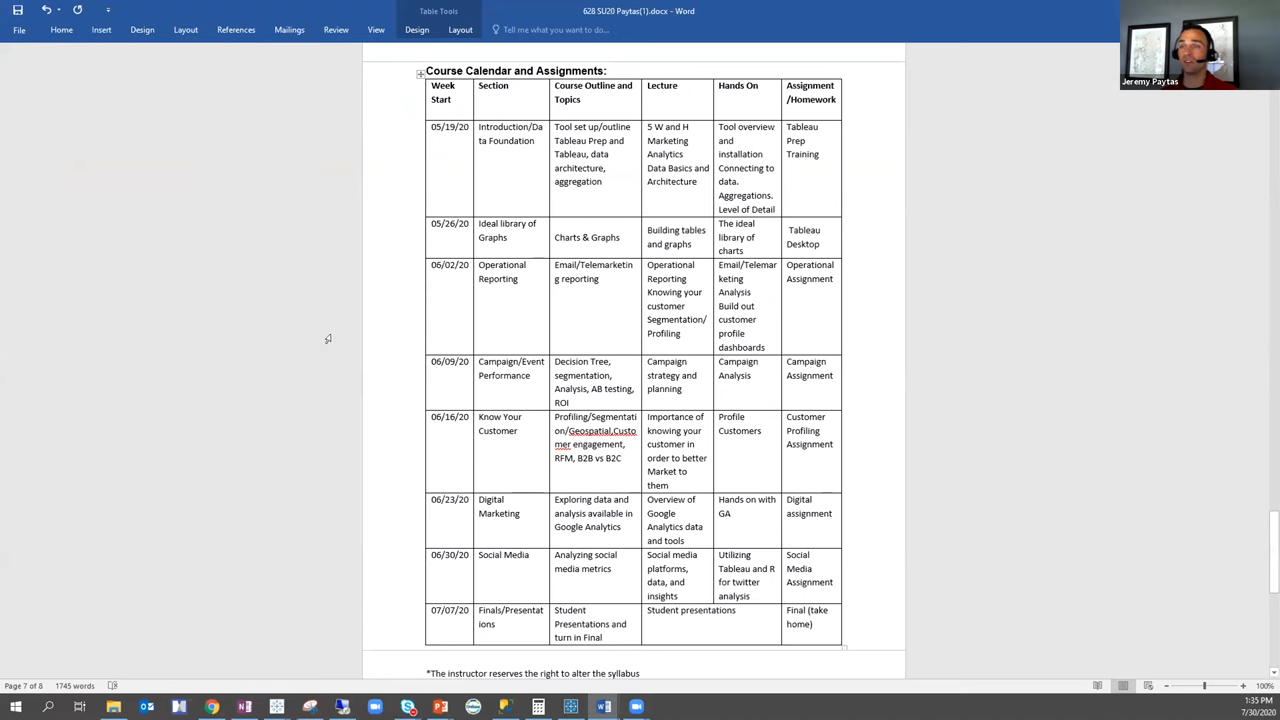 Table Tools
628 SU20 Paytas(1).docx - Word
File Home Insert Design Layout References Mailings Review View Design Layout Tell me what you want to do...
Jeremy Paytas
Course Calendar and Assignments:
Week Start
Section
Course Outline and Topics
Lecture
Hands On
Assignment /Homework
05/19/20
Introduction/Da
ta Foundation
Tool set up/outline
Tableau Prep and
Tableau, data
architecture,
aggregation
5 W and H
Marketing
Analytics
Data Basics and
Architecture
Tool overview
and
installation
Connecting to
data.
Aggregations.
Level of Detail
Tableau
Prep
Training
05/26/20
Ideal library of
Graphs
Charts & Graphs
Building tables
and graphs
The ideal
library of
charts
Tableau
Desktop
06/02/20
Operational
Reporting
Email/Telemarketin
g reporting
Operational
Reporting
Knowing your
customer
Segmentation/
Profiling
Email/Telemar
keting
Analysis
Build out
customer
profile
dashboards
Operational
Assignment
06/09/20
Campaign/Event
Performance
Decision Tree,
segmentation,
Analysis, AB testing,
ROI
Campaign
strategy and
planning
Campaign
Analysis
Campaign
Assignment
06/16/20
Know Your
Customer
Profiling/Segmentati
on/Geospatial,Custo
mer engagement,
RFM, B2B vs B2C
Importance of
knowing your
customer in
order to better
Market to
them
Profile
Customers
Customer
Profiling
Assignment
06/23/20
Digital
Marketing
Exploring data and
analysis available in
Google Analytics
Overview of
Google
Analytics data
and tools
Hands on with
GA
Digital
assignment
06/30/20
Social Media
Analyzing social
media metrics
Social media
platforms,
data, and
insights
Utilizing
Tableau and R
for twitter
analysis
Social
Media
Assignment
07/07/20
Finals/Presentat
ions
Student
Presentations and
turn in Final
Student presentations
Final (take
home)
*The instructor reserves the right to alter the syllabus
Page 7 of 8 1745 words 100%
1:35 PM
7/30/2020